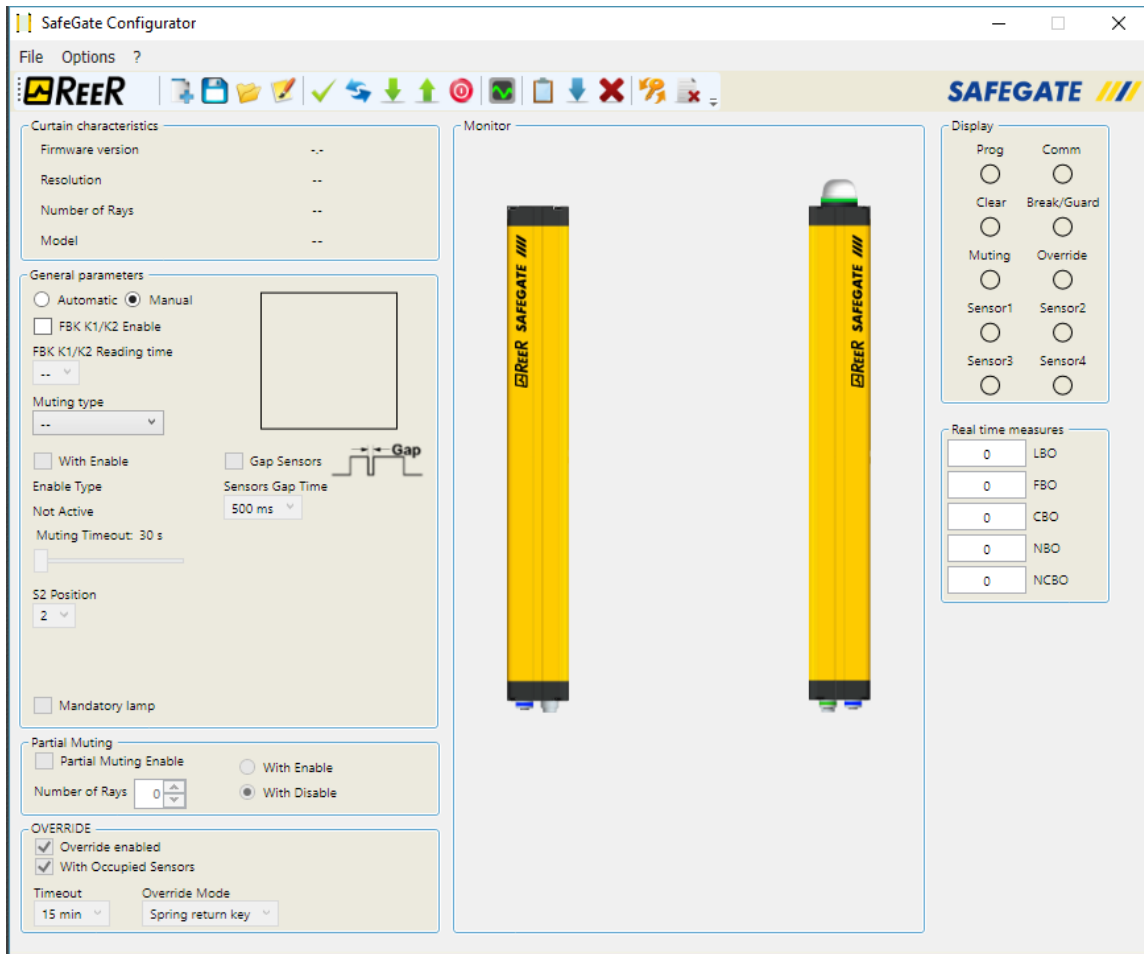 SafeGate Configurator
File Options ?
REER
SAFEGATE
Curtain characteristics
Firmware version -.-
Resolution --
Number of Rays --
Model --
General parameters
Automatic Manual
FBK K1/K2 Enable
FBK K1/K2 Reading time
--
Muting type
--
With Enable Gap Sensors Gap
Enable Type Sensors Gap Time
Not Active 500 ms
Muting Timeout: 30 s
S2 Position
2
Mandatory lamp
Partial Muting
Partial Muting Enable With Enable
Number of Rays 0 With Disable
OVERRIDE
Override enabled
With Occupied Sensors
Timeout Override Mode
15 min Spring return key
Monitor
REER SAFEGATE
REER SAFEGATE
Display
Prog Comm
Clear Break/Guard
Muting Override
Sensor1 Sensor2
Sensor3 Sensor4
Real time measures
0 LBO
0 FBO
0 CBO
0 NBO
0 NCBO